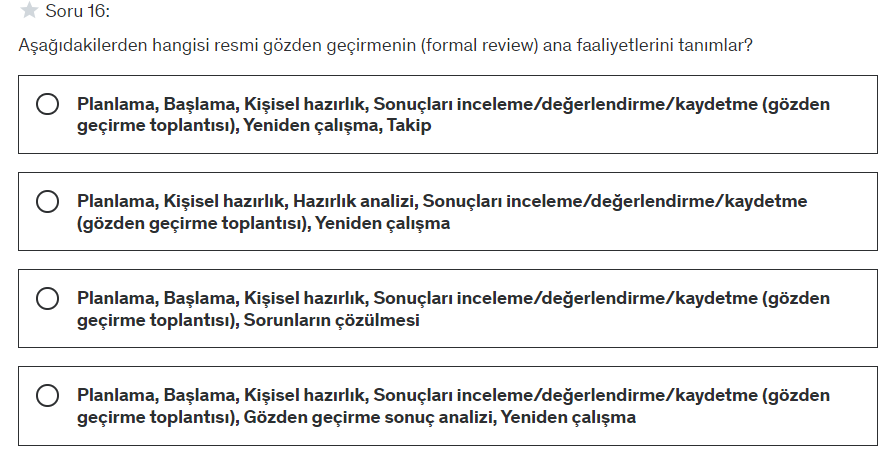 Soru 16:
Aşağıdakilerden hangisi resmi gözden geçirmenin (formal review) ana faaliyetlerini tanımlar?
Planlama, Başlama, Kişisel hazırlık, Sonuçları inceleme/değerlendirme/kaydetme (gözden
geçirme toplantısı), Yeniden çalışma, Takip
Planlama, Kişisel hazırlık, Hazırlık analizi, Sonuçları inceleme/değerlendirme/kaydetme
(gözden geçirme toplantısı), Yeniden çalışma
Planlama, Başlama, Kişisel hazırlık, Sonuçları inceleme/değerlendirme/kaydetme (gözden
geçirme toplantısı), Sorunların çözülmesi
Planlama, Başlama, Kişisel hazırlık, Sonuçları inceleme/değerlendirme/kaydetme (gözden
geçirme toplantısı), Gözden geçirme sonuç analizi, Yeniden çalışma